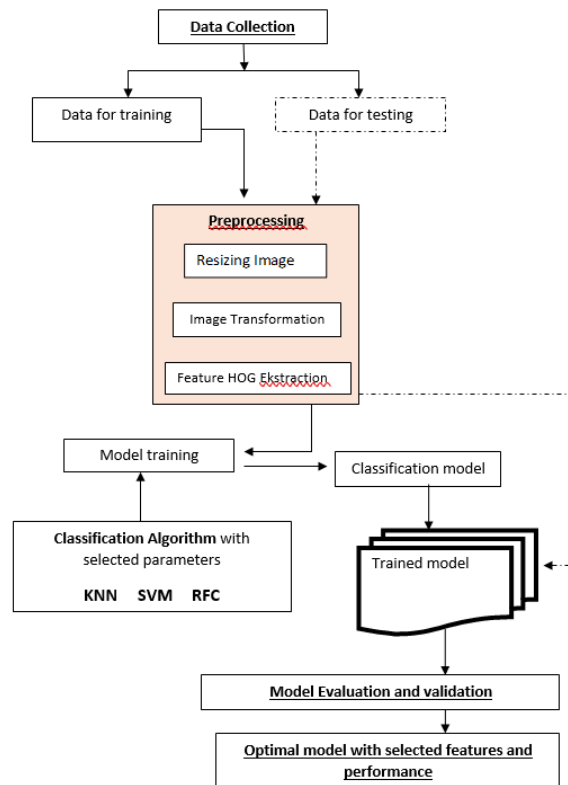 Data Collection
Data for training
Data for testing
Preprocessing
Resizing Image
Image Transformation
Feature HOG Ekstraction
Model training
Classification model
Classification Algorithm with
selected parameters
KNN SVM RFC
Trained model
Model Evaluation and validation
Optimal model with selected features and
performance